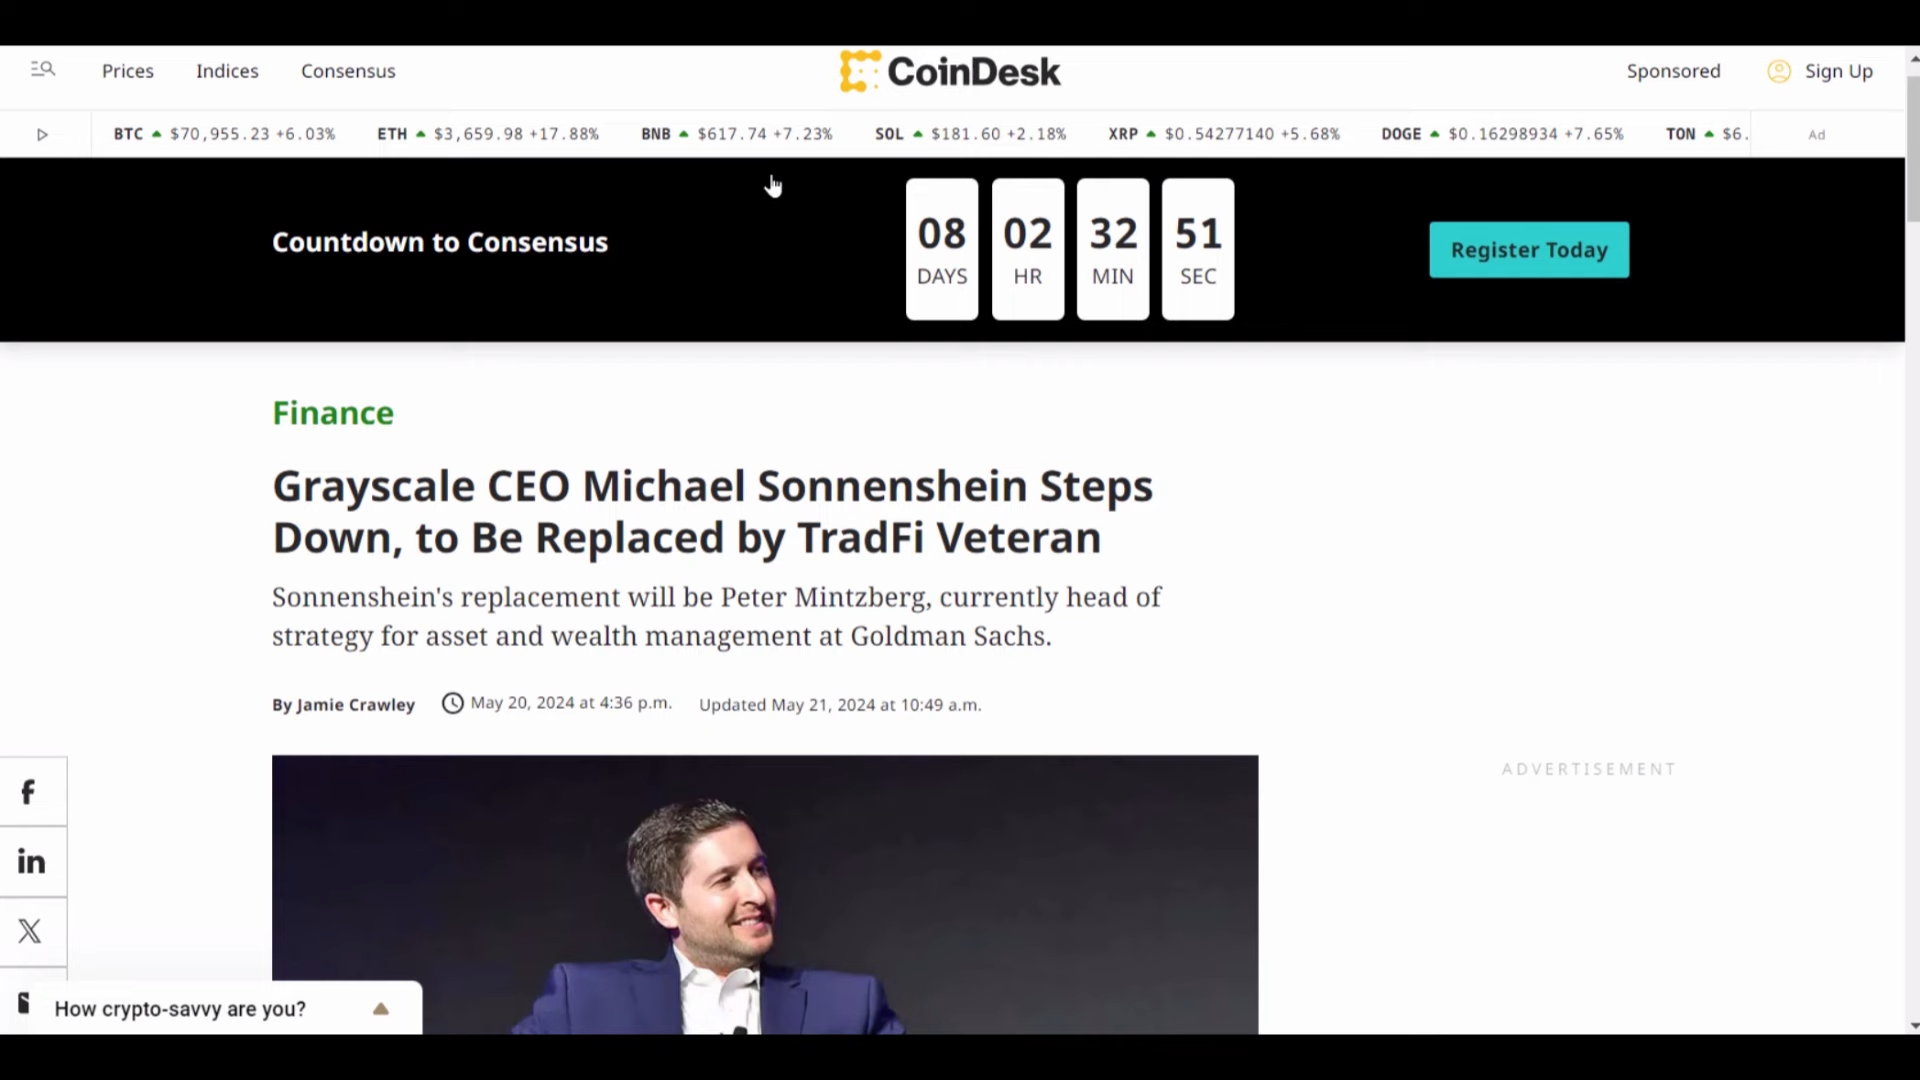 Prices Indices Consensus CoinDesk Sponsored Sign Up
BTC $70,955.23 +6.03% ETH $3,659.98 +17.88% BNB $617.74 +7.23% SOL $181.60 +2.18% XRP $0.54277140 +5.68% DOGE $0.16298934 +7.65% TON $6. Ad
Countdown to Consensus
08 02 32 51
DAYS HR MIN SEC
Register Today
Finance
Grayscale CEO Michael Sonnenshein Steps
Down, to Be Replaced by TradFi Veteran
Sonnenshein's replacement will be Peter Mintzberg, currently head of
strategy for asset and wealth management at Goldman Sachs.
By Jamie Crawley May 20, 2024 at 4:36 p.m. Updated May 21, 2024 at 10:49 a.m.
ADVERTISEMENT
f
in
X
How crypto-savvy are you?